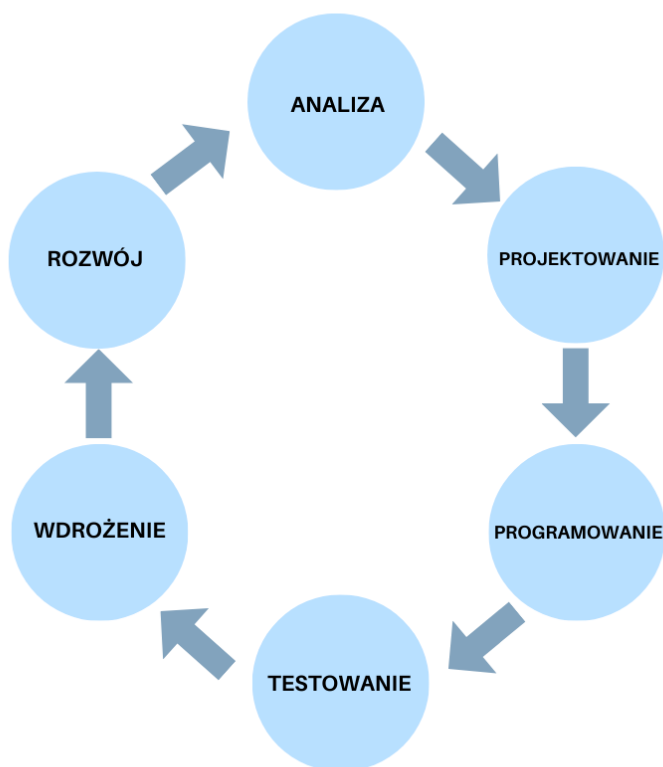 ANALIZA
PROJEKTOWANIE
PROGRAMOWANIE
TESTOWANIE
WDROŻENIE
ROZWÓJ